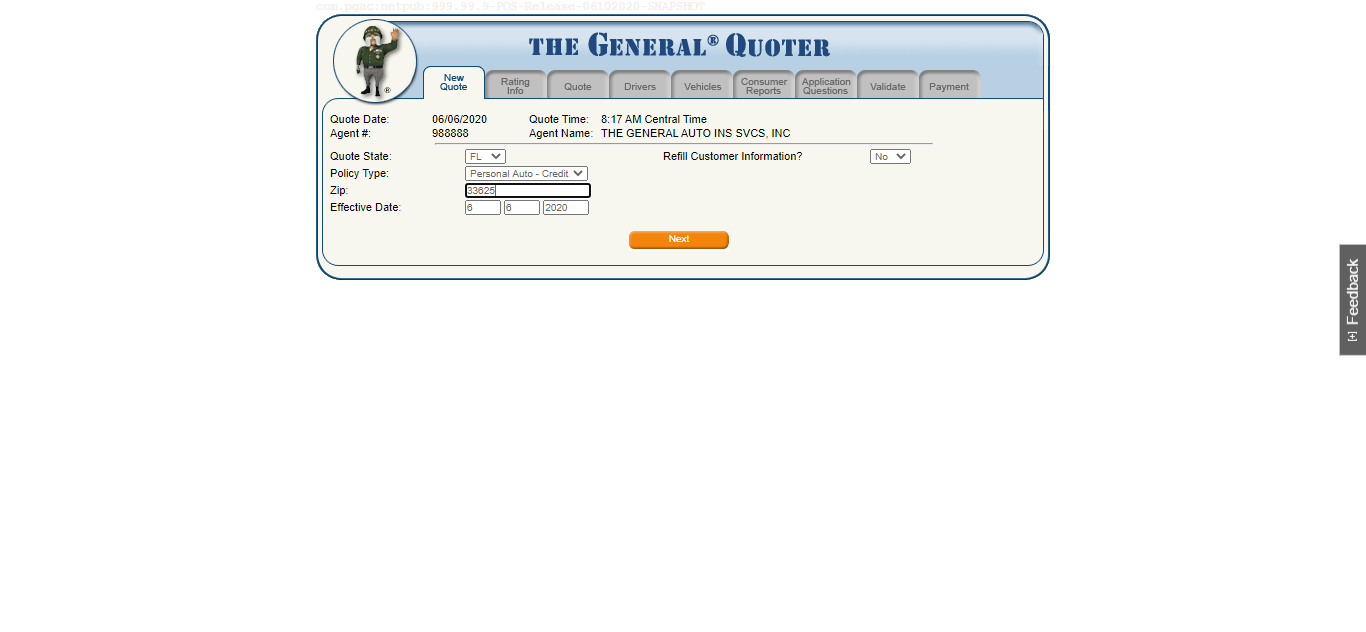 com.pgac:netpub:999.99.9-POS-Release-06102020-SNAPSHOT
THE GENERAL® QUOTER
®
New Quote
Rating Info
Quote
Drivers
Vehicles
Consumer Reports
Application Questions
Validate
Payment
Quote Date: 06/06/2020 Quote Time: 8:17 AM Central Time
Agent #: 988888 Agent Name: THE GENERAL AUTO INS SVCS, INC
Quote State: FL Refill Customer Information? No
Policy Type: Personal Auto - Credit
Zip: 33625
Effective Date: 6 6 2020
Next
[+] Feedback